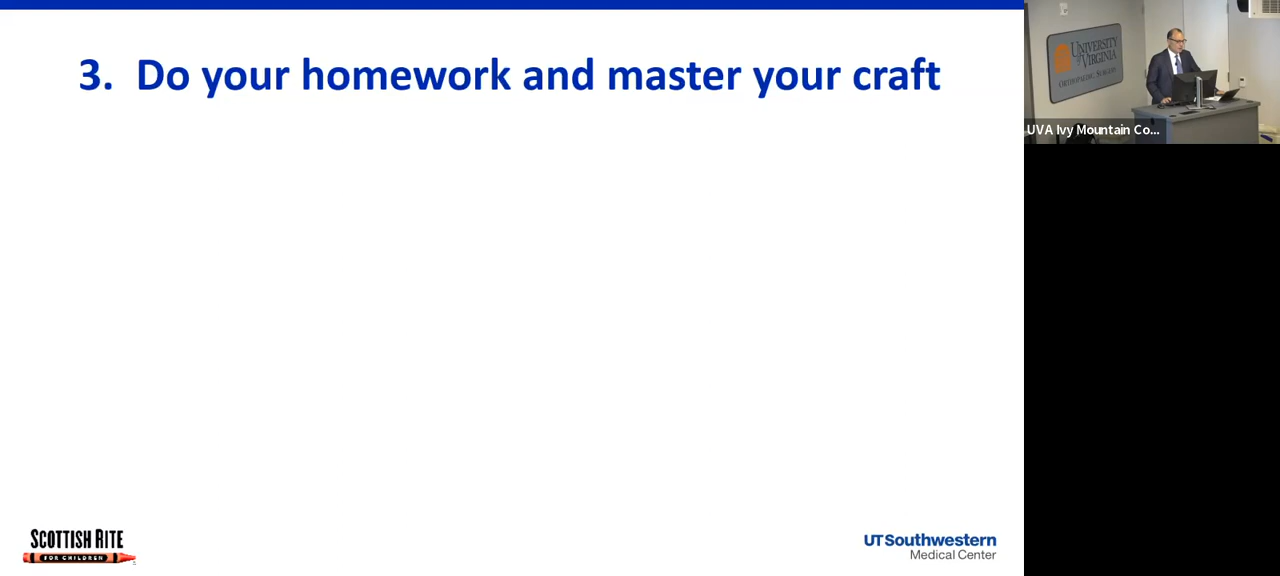 3. Do your homework and master your craft
UNIVERSITY
of VIRGINIA
ORTHOPAEDIC SURGERY
UVA Ivy Mountain Co...
SCOTTISH RITE
FOR CHILDREN
UTSouthwestern
Medical Center